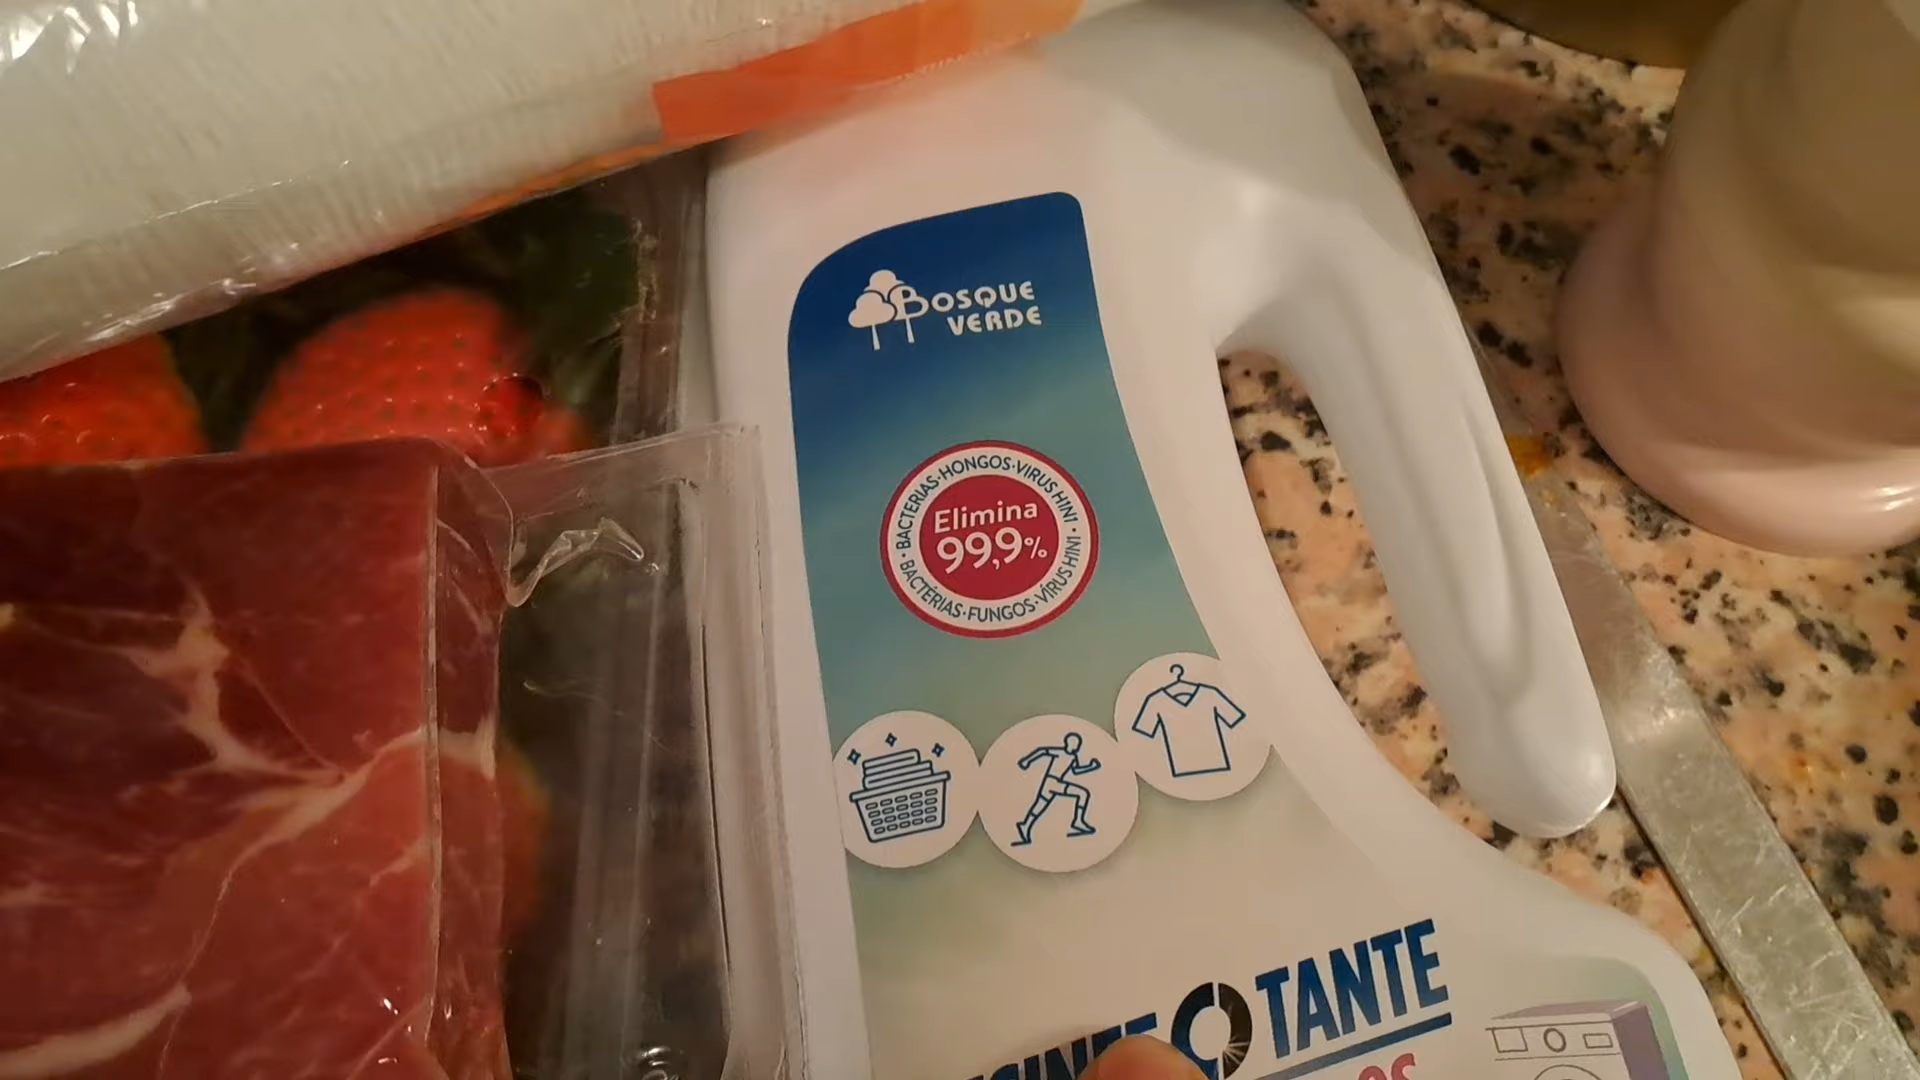 BOSQUE
VERDE
BACTERIAS·HONGOS·VIRUS H1N1
Elimina
99,9%
BACTÉRIAS·FUNGOS·VÍRUS H1N1
TANTE